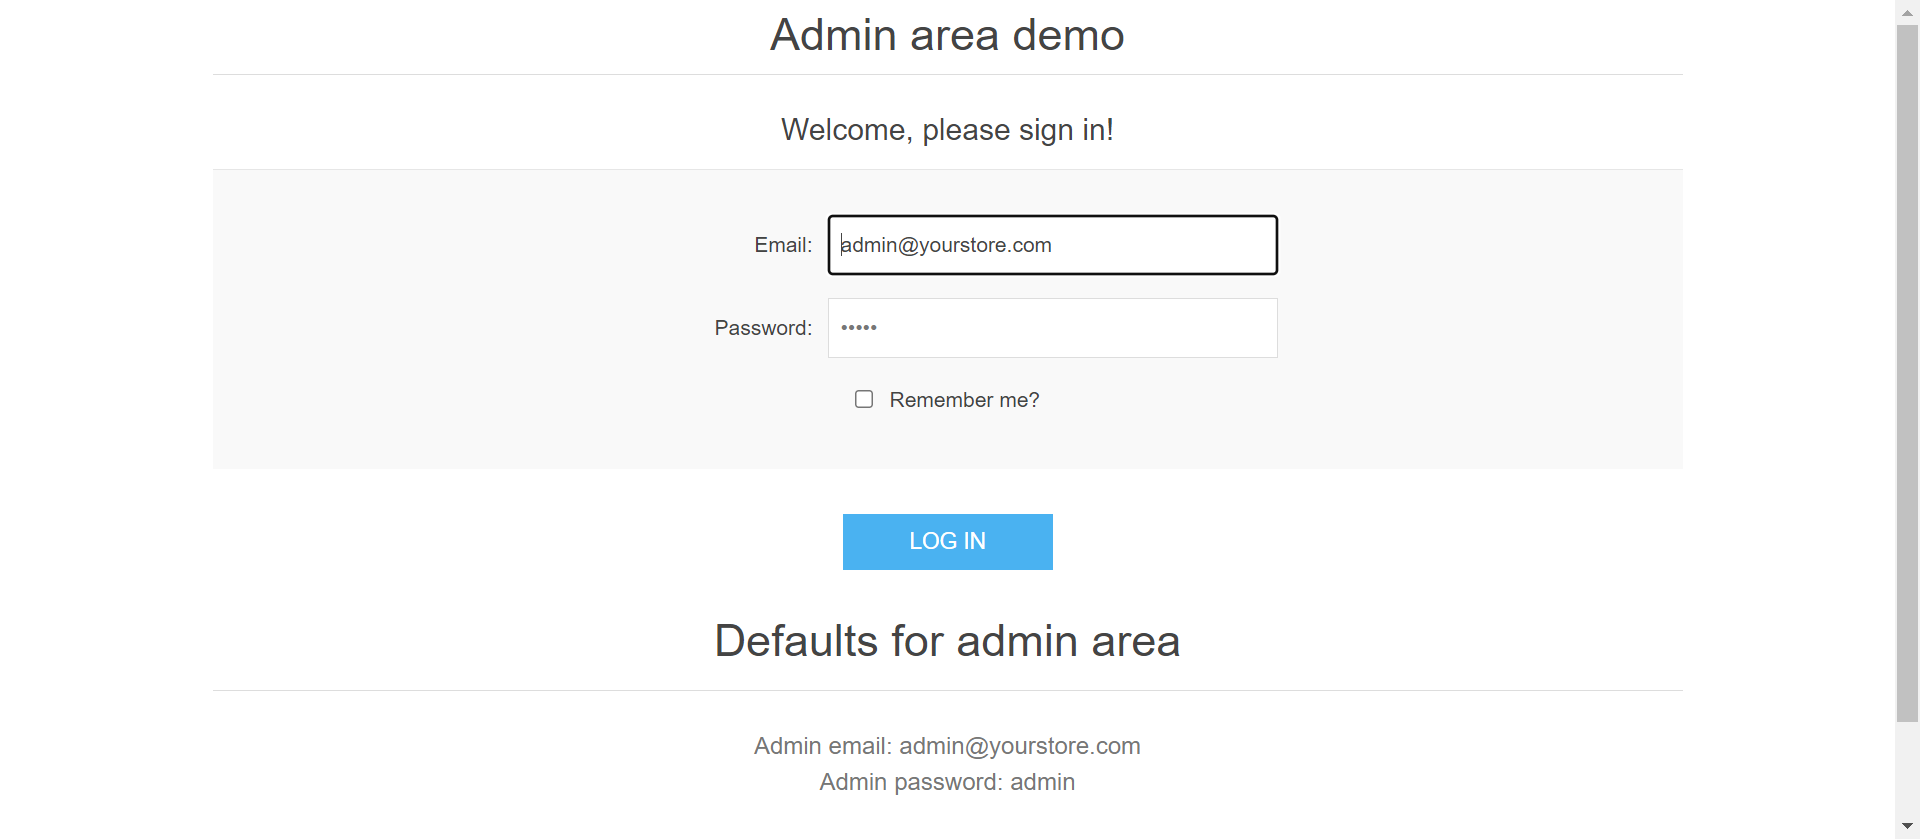 Admin area demo
Welcome, please sign in!
Email: admin@yourstore.com
Password: •••••
Remember me?
LOG IN
Defaults for admin area
Admin email: admin@yourstore.com
Admin password: admin